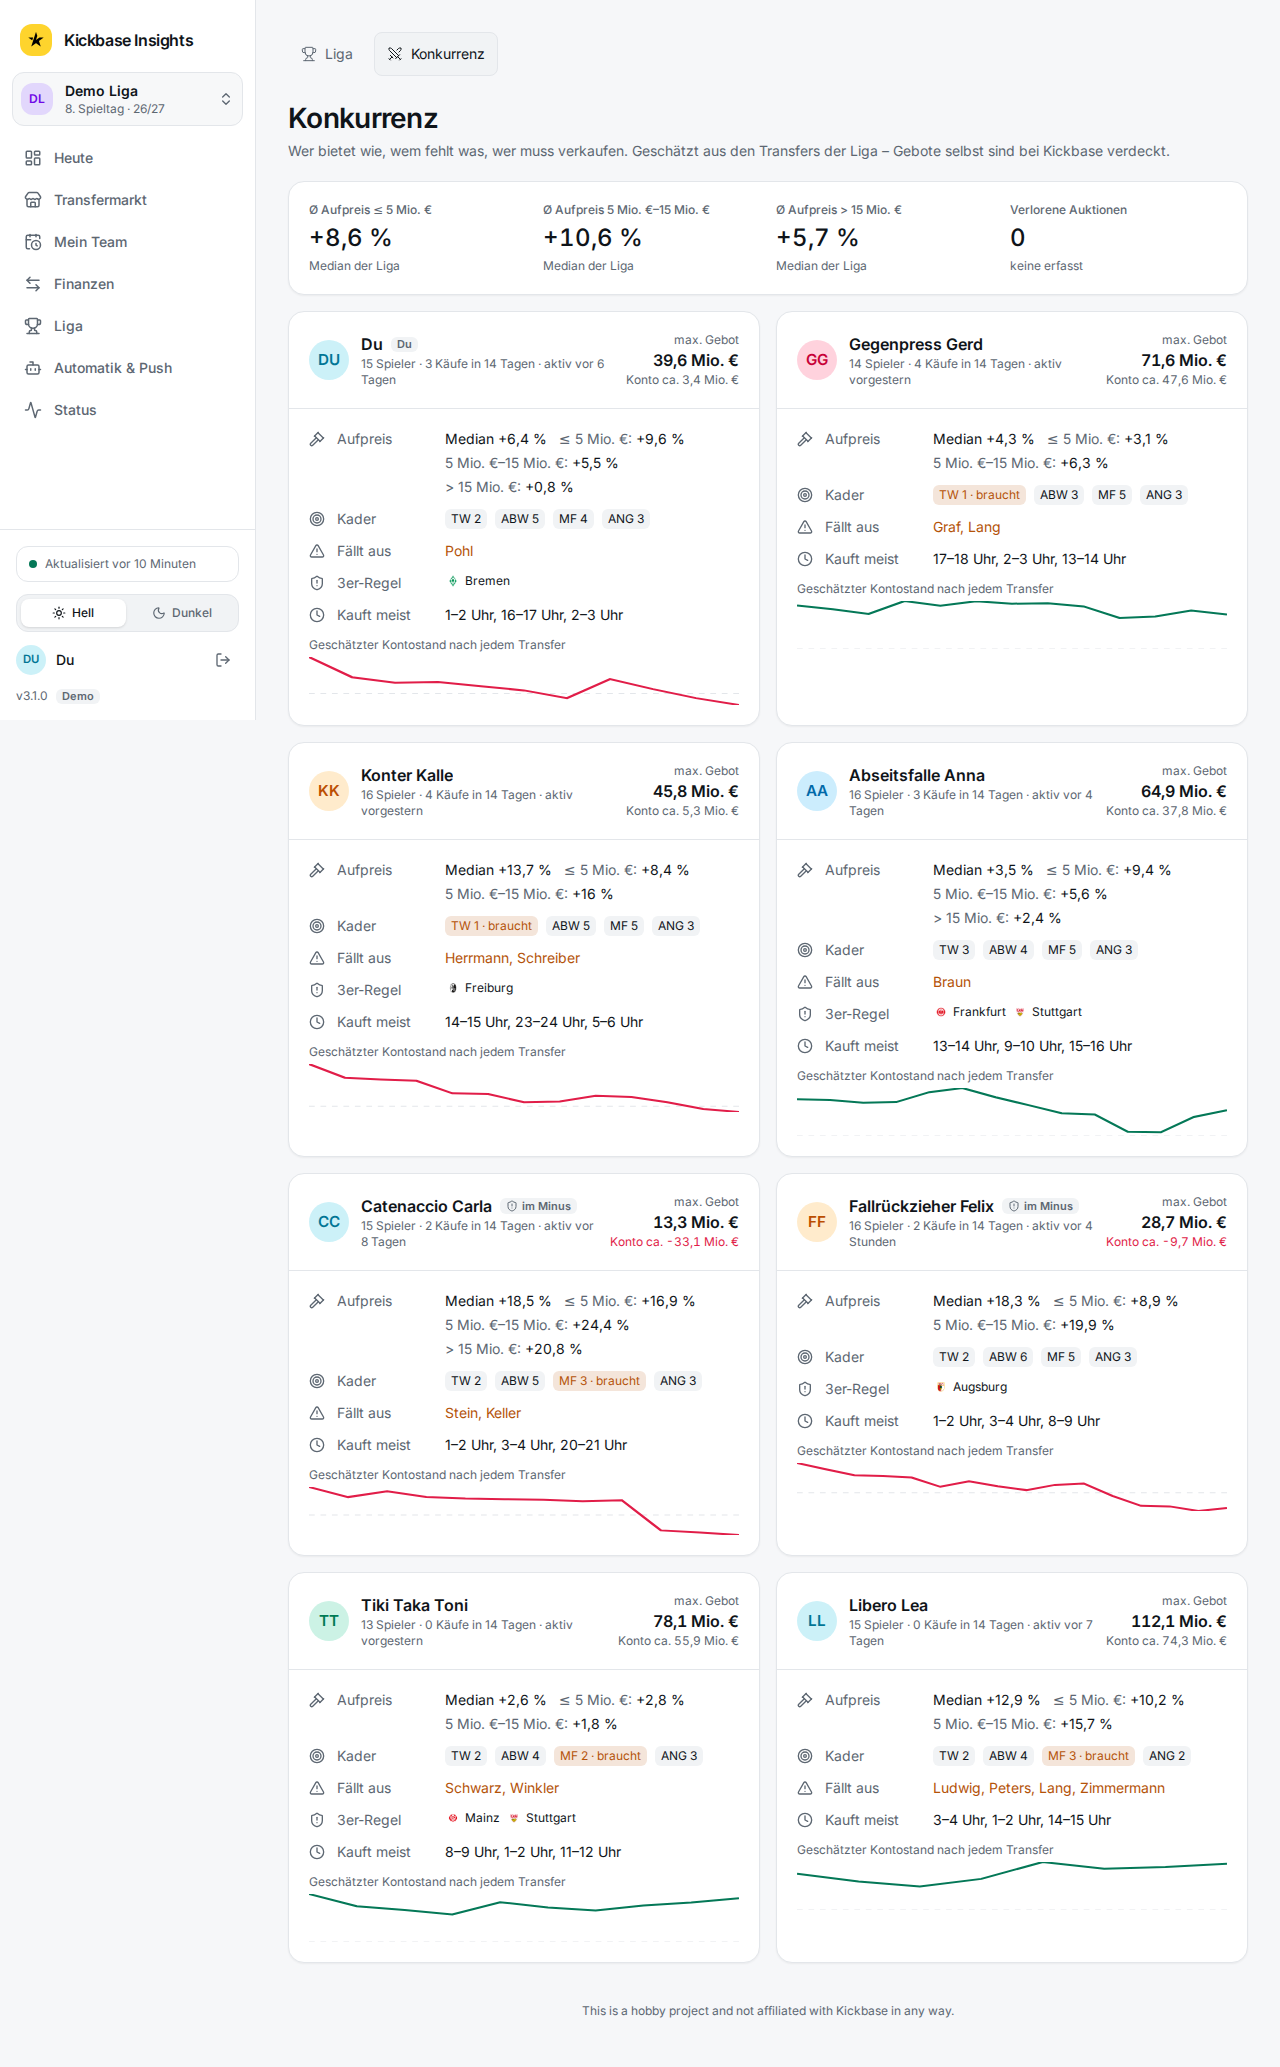 Kickbase Insights
DL
Demo Liga
8. Spieltag · 26/27
Heute
Transfermarkt
Mein Team
Finanzen
Liga
Automatik & Push
Status
Aktualisiert vor 10 Minuten
Hell
Dunkel
DU
Du
v3.1.0 Demo
Liga
Konkurrenz
Konkurrenz
Wer bietet wie, wem fehlt was, wer muss verkaufen. Geschätzt aus den Transfers der Liga – Gebote selbst sind bei Kickbase verdeckt.
Ø Aufpreis ≤ 5 Mio. €
+8,6 %
Median der Liga
Ø Aufpreis 5 Mio. €–15 Mio. €
+10,6 %
Median der Liga
Ø Aufpreis > 15 Mio. €
+5,7 %
Median der Liga
Verlorene Auktionen
0
keine erfasst
DU
Du Du
15 Spieler · 3 Käufe in 14 Tagen · aktiv vor 6
Tagen
max. Gebot
39,6 Mio. €
Konto ca. 3,4 Mio. €
Aufpreis Median +6,4 % ≤ 5 Mio. €: +9,6 %
5 Mio. €–15 Mio. €: +5,5 %
> 15 Mio. €: +0,8 %
Kader TW 2 ABW 5 MF 4 ANG 3
Fällt aus Pohl
3er-Regel Bremen
Kauft meist 1–2 Uhr, 16–17 Uhr, 2–3 Uhr
Geschätzter Kontostand nach jedem Transfer
GG
Gegenpress Gerd
14 Spieler · 4 Käufe in 14 Tagen · aktiv
vorgestern
max. Gebot
71,6 Mio. €
Konto ca. 47,6 Mio. €
Aufpreis Median +4,3 % ≤ 5 Mio. €: +3,1 %
5 Mio. €–15 Mio. €: +6,3 %
Kader TW 1 · braucht ABW 3 MF 5 ANG 3
Fällt aus Graf, Lang
Kauft meist 17–18 Uhr, 2–3 Uhr, 13–14 Uhr
Geschätzter Kontostand nach jedem Transfer
KK
Konter Kalle
16 Spieler · 4 Käufe in 14 Tagen · aktiv
vorgestern
max. Gebot
45,8 Mio. €
Konto ca. 5,3 Mio. €
Aufpreis Median +13,7 % ≤ 5 Mio. €: +8,4 %
5 Mio. €–15 Mio. €: +16 %
Kader TW 1 · braucht ABW 5 MF 5 ANG 3
Fällt aus Herrmann, Schreiber
3er-Regel Freiburg
Kauft meist 14–15 Uhr, 23–24 Uhr, 5–6 Uhr
Geschätzter Kontostand nach jedem Transfer
AA
Abseitsfalle Anna
16 Spieler · 3 Käufe in 14 Tagen · aktiv vor 4
Tagen
max. Gebot
64,9 Mio. €
Konto ca. 37,8 Mio. €
Aufpreis Median +3,5 % ≤ 5 Mio. €: +9,4 %
5 Mio. €–15 Mio. €: +5,6 %
> 15 Mio. €: +2,4 %
Kader TW 3 ABW 4 MF 5 ANG 3
Fällt aus Braun
3er-Regel Frankfurt Stuttgart
Kauft meist 13–14 Uhr, 9–10 Uhr, 15–16 Uhr
Geschätzter Kontostand nach jedem Transfer
CC
Catenaccio Carla im Minus
15 Spieler · 2 Käufe in 14 Tagen · aktiv vor
8 Tagen
max. Gebot
13,3 Mio. €
Konto ca. -33,1 Mio. €
Aufpreis Median +18,5 % ≤ 5 Mio. €: +16,9 %
5 Mio. €–15 Mio. €: +24,4 %
> 15 Mio. €: +20,8 %
Kader TW 2 ABW 5 MF 3 · braucht ANG 3
Fällt aus Stein, Keller
Kauft meist 1–2 Uhr, 3–4 Uhr, 20–21 Uhr
Geschätzter Kontostand nach jedem Transfer
FF
Fallrückzieher Felix im Minus
16 Spieler · 2 Käufe in 14 Tagen · aktiv vor 4
Stunden
max. Gebot
28,7 Mio. €
Konto ca. -9,7 Mio. €
Aufpreis Median +18,3 % ≤ 5 Mio. €: +8,9 %
5 Mio. €–15 Mio. €: +19,9 %
Kader TW 2 ABW 6 MF 5 ANG 3
3er-Regel Augsburg
Kauft meist 1–2 Uhr, 3–4 Uhr, 8–9 Uhr
Geschätzter Kontostand nach jedem Transfer
TT
Tiki Taka Toni
13 Spieler · 0 Käufe in 14 Tagen · aktiv
vorgestern
max. Gebot
78,1 Mio. €
Konto ca. 55,9 Mio. €
Aufpreis Median +2,6 % ≤ 5 Mio. €: +2,8 %
5 Mio. €–15 Mio. €: +1,8 %
Kader TW 2 ABW 4 MF 2 · braucht ANG 3
Fällt aus Schwarz, Winkler
3er-Regel Mainz Stuttgart
Kauft meist 8–9 Uhr, 1–2 Uhr, 11–12 Uhr
Geschätzter Kontostand nach jedem Transfer
LL
Libero Lea
15 Spieler · 0 Käufe in 14 Tagen · aktiv vor 7
Tagen
max. Gebot
112,1 Mio. €
Konto ca. 74,3 Mio. €
Aufpreis Median +12,9 % ≤ 5 Mio. €: +10,2 %
5 Mio. €–15 Mio. €: +15,7 %
Kader TW 2 ABW 4 MF 3 · braucht ANG 2
Fällt aus Ludwig, Peters, Lang, Zimmermann
Kauft meist 3–4 Uhr, 1–2 Uhr, 14–15 Uhr
Geschätzter Kontostand nach jedem Transfer
This is a hobby project and not affiliated with Kickbase in any way.